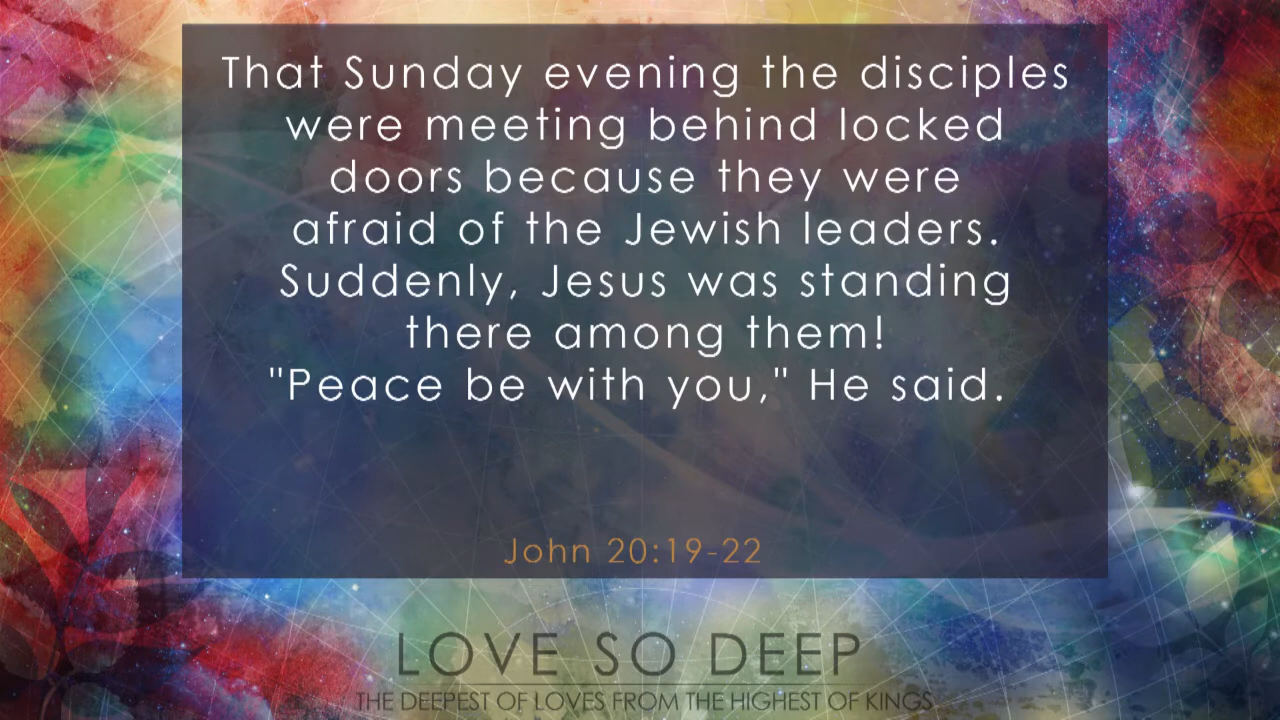 That Sunday evening the disciples
were meeting behind locked
doors because they were
afraid of the Jewish leaders.
Suddenly, Jesus was standing
there among them!
"Peace be with you," He said.
John 20:19-22
LOVE SO DEEP
THE DEEPEST OF LOVES FROM THE HIGHEST OF KINGS